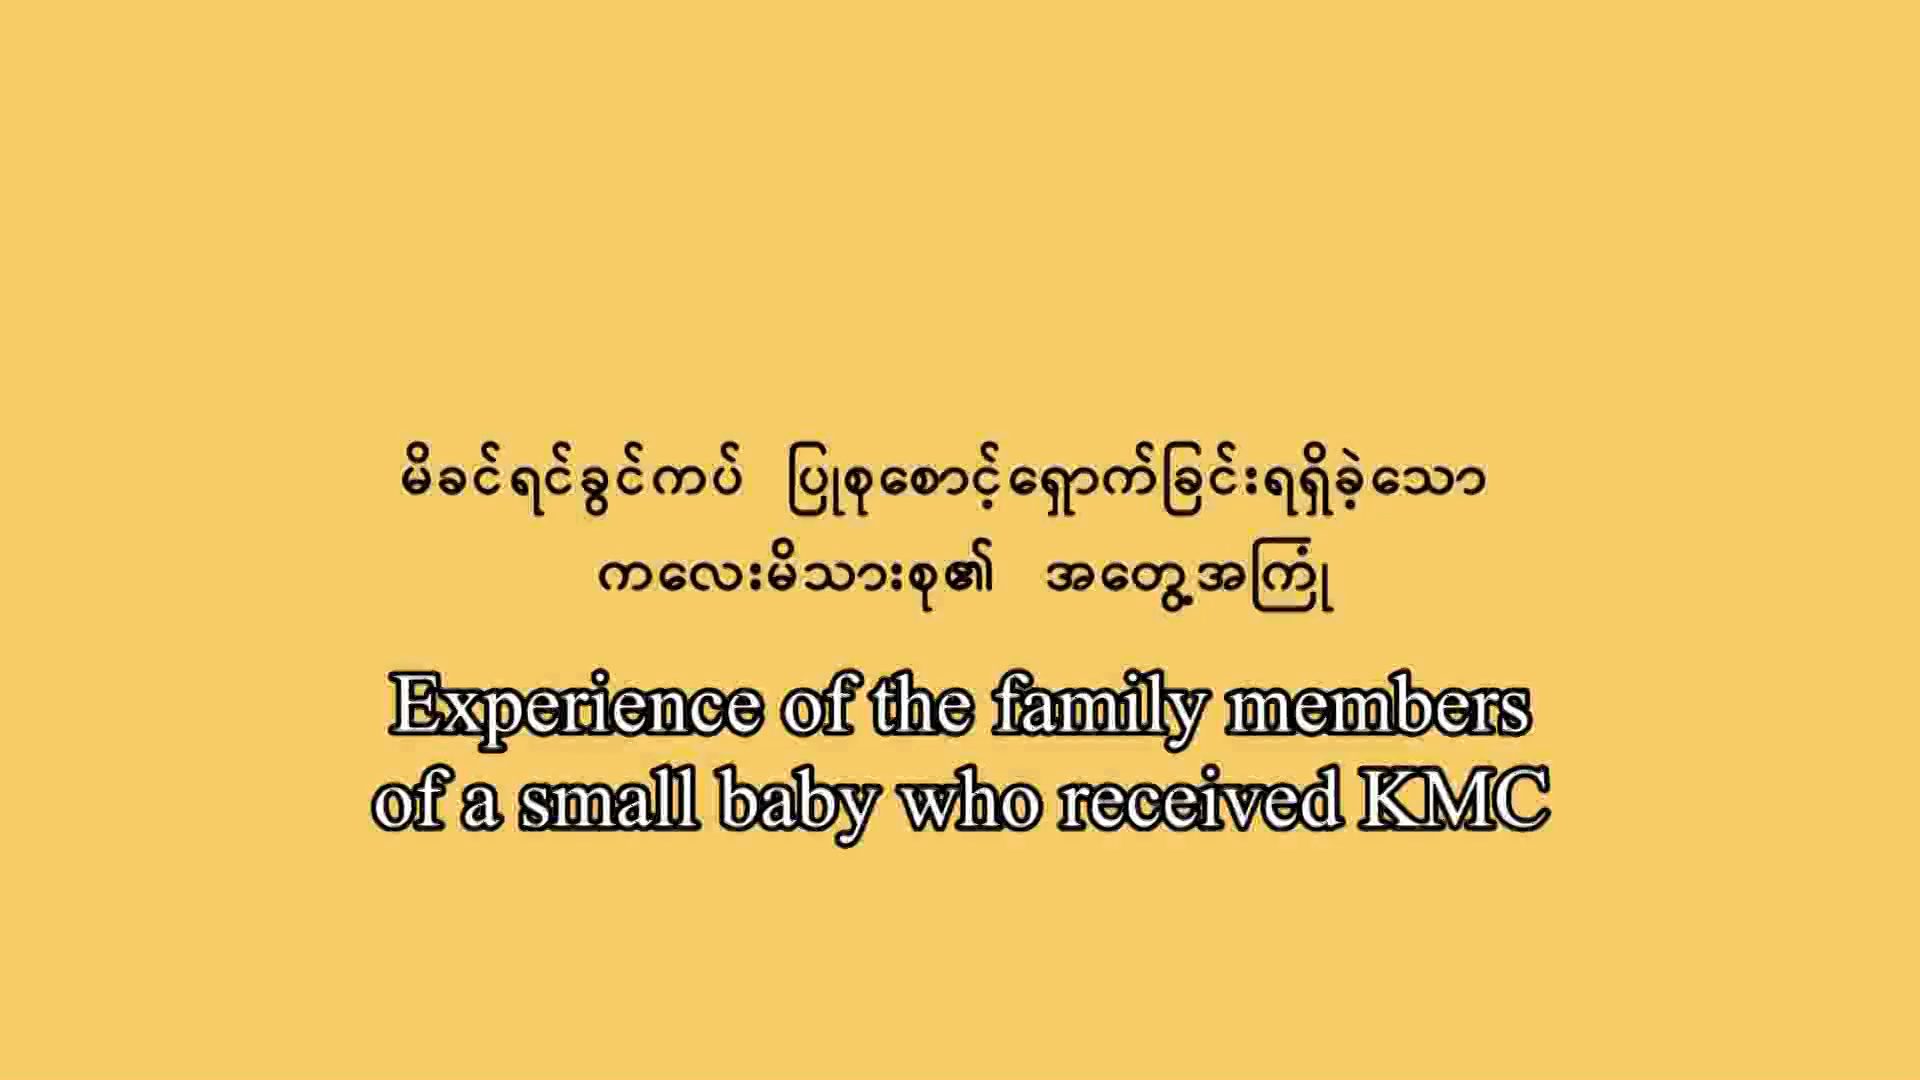 မိခင်ရင်ခွင်ကပ် ပြုစုစောင့်ရှောက်ခြင်းရရှိခဲ့သော
ကလေးမိသားစု၏ အတွေ့အကြုံ
Experience of the family members
of a small baby who received KMC